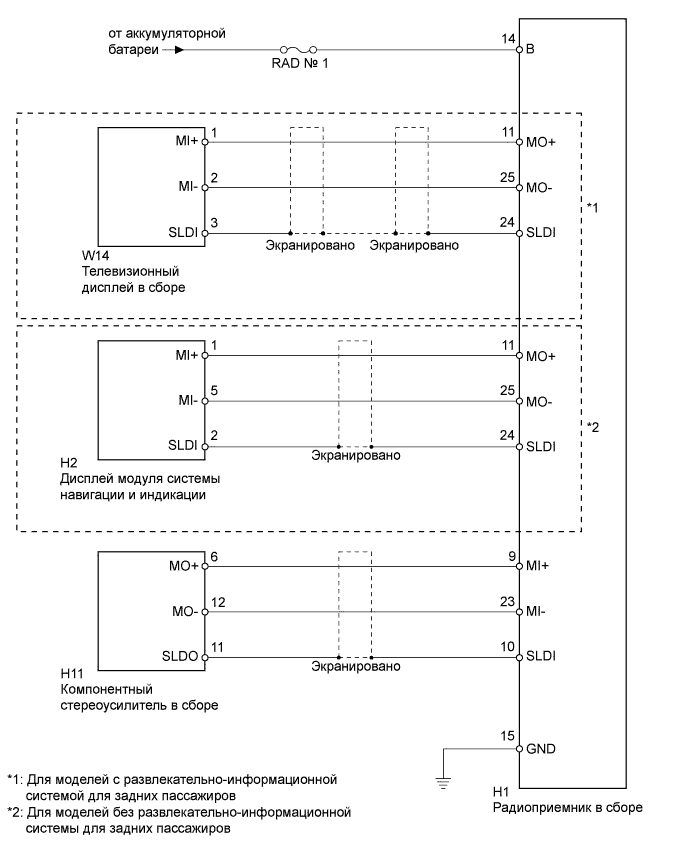 от аккумуляторной
батареи
RAD № 1
14
B
1
MI+
11
MO+
2
MI-
25
MO-
*1
3
SLDI
24
SLDI
Экранировано
Экранировано
W14
Телевизионный
дисплей в сборе
1
MI+
11
MO+
5
MI-
25
MO-
*2
2
SLDI
24
SLDI
Экранировано
H2
Дисплей модуля системы
навигации и индикации
6
MO+
9
MI+
12
MO-
23
MI-
11
SLDO
10
SLDI
Экранировано
H11
Компонентный
стереоусилитель в сборе
15
GND
H1
Радиоприемник в сборе
*1: Для моделей с развлекательно-информационной
системой для задних пассажиров
*2: Для моделей без развлекательно-информационной
системы для задних пассажиров